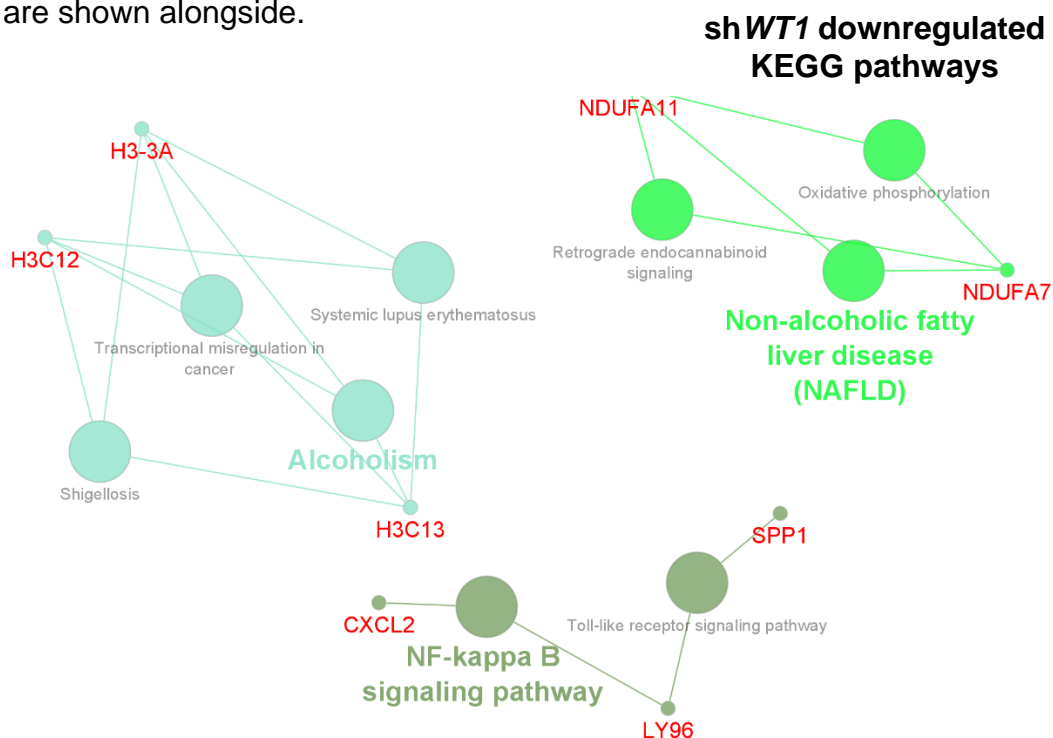 are shown alongside.
shWT1 downregulated
KEGG pathways
NDUFA11
H3-3A
Oxidative phosphorylation
H3C12
Retrograde endocannabinoid
signaling
NDUFA7
Systemic lupus erythematosus
Non-alcoholic fatty
liver disease
(NAFLD)
Transcriptional misregulation in
cancer
Alcoholism
Shigellosis
H3C13
SPP1
CXCL2
Toll-like receptor signaling pathway
NF-kappa B
signaling pathway
LY96